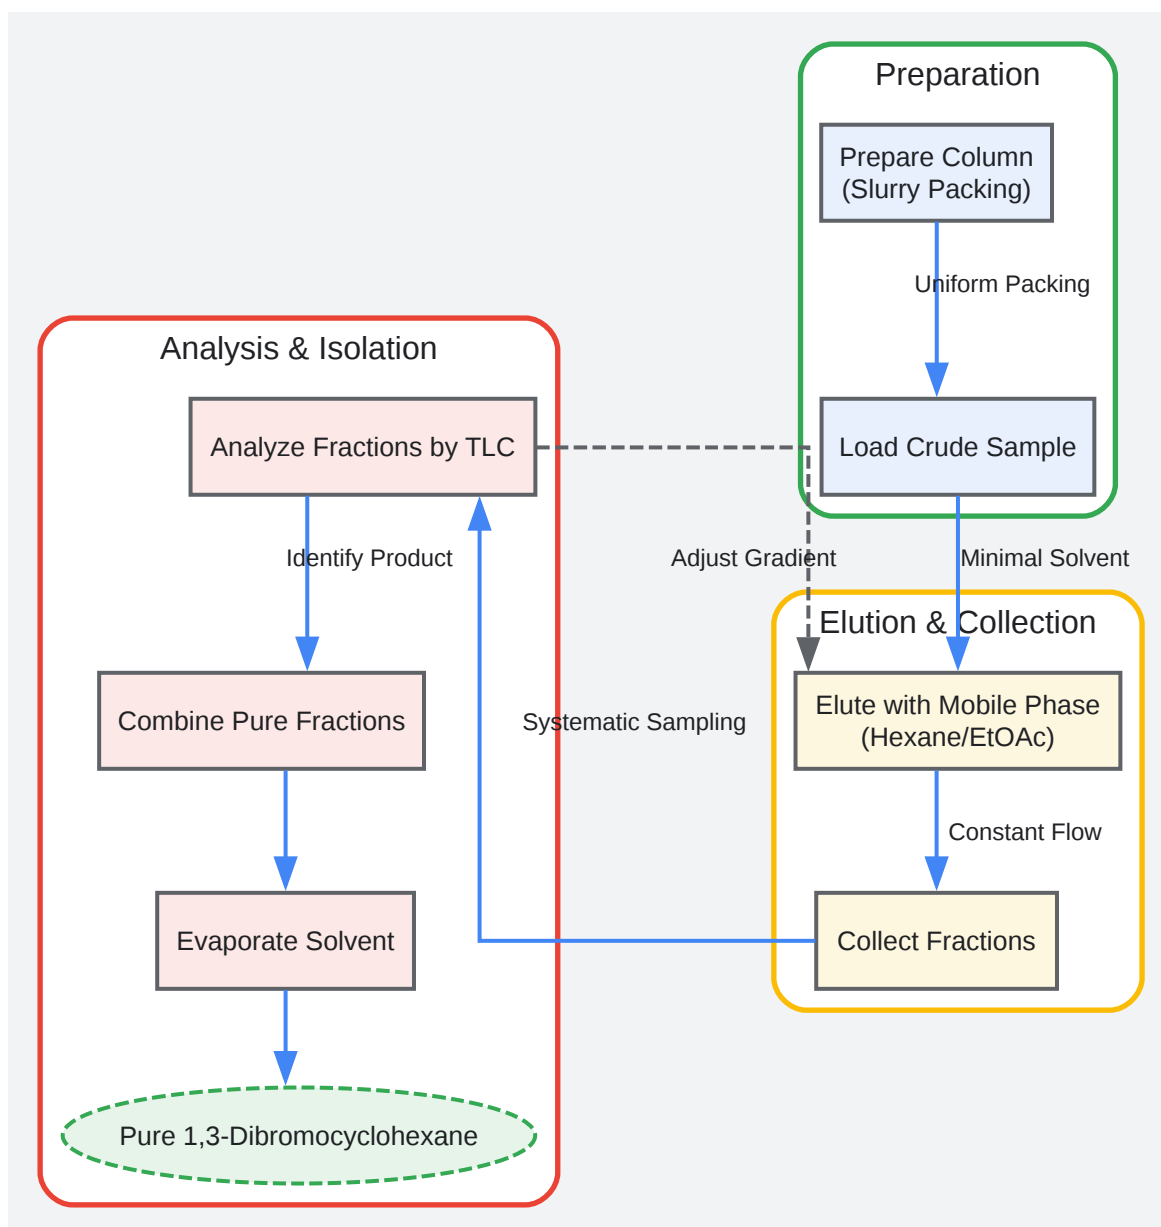 Preparation
Prepare Column
(Slurry Packing)
Uniform Packing
Load Crude Sample
Minimal Solvent
Elution & Collection
Elute with Mobile Phase
(Hexane/EtOAc)
Constant Flow
Collect Fractions
Systematic Sampling
Analysis & Isolation
Analyze Fractions by TLC
Adjust Gradient
Identify Product
Combine Pure Fractions
Evaporate Solvent
Pure 1,3-Dibromocyclohexane